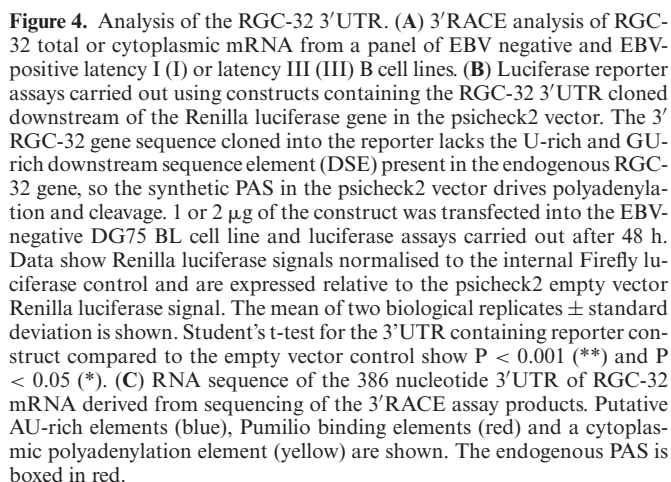 Figure 4. Analysis of the RGC-32 3′UTR. (A) 3′RACE analysis of RGC-
32 total or cytoplasmic mRNA from a panel of EBV negative and EBV-
positive latency I (I) or latency III (III) B cell lines. (B) Luciferase reporter
assays carried out using constructs containing the RGC-32 3′UTR cloned
downstream of the Renilla luciferase gene in the psicheck2 vector. The 3′
RGC-32 gene sequence cloned into the reporter lacks the U-rich and GU-
rich downstream sequence element (DSE) present in the endogenous RGC-
32 gene, so the synthetic PAS in the psicheck2 vector drives polyadenyla-
tion and cleavage. 1 or 2 μg of the construct was transfected into the EBV-
negative DG75 BL cell line and luciferase assays carried out after 48 h.
Data show Renilla luciferase signals normalised to the internal Firefly lu-
ciferase control and are expressed relative to the psicheck2 empty vector
Renilla luciferase signal. The mean of two biological replicates ± standard
deviation is shown. Student's t-test for the 3'UTR containing reporter con-
struct compared to the empty vector control show P < 0.001 (**) and P
< 0.05 (*). (C) RNA sequence of the 386 nucleotide 3′UTR of RGC-32
mRNA derived from sequencing of the 3′RACE assay products. Putative
AU-rich elements (blue), Pumilio binding elements (red) and a cytoplas-
mic polyadenylation element (yellow) are shown. The endogenous PAS is
boxed in red.